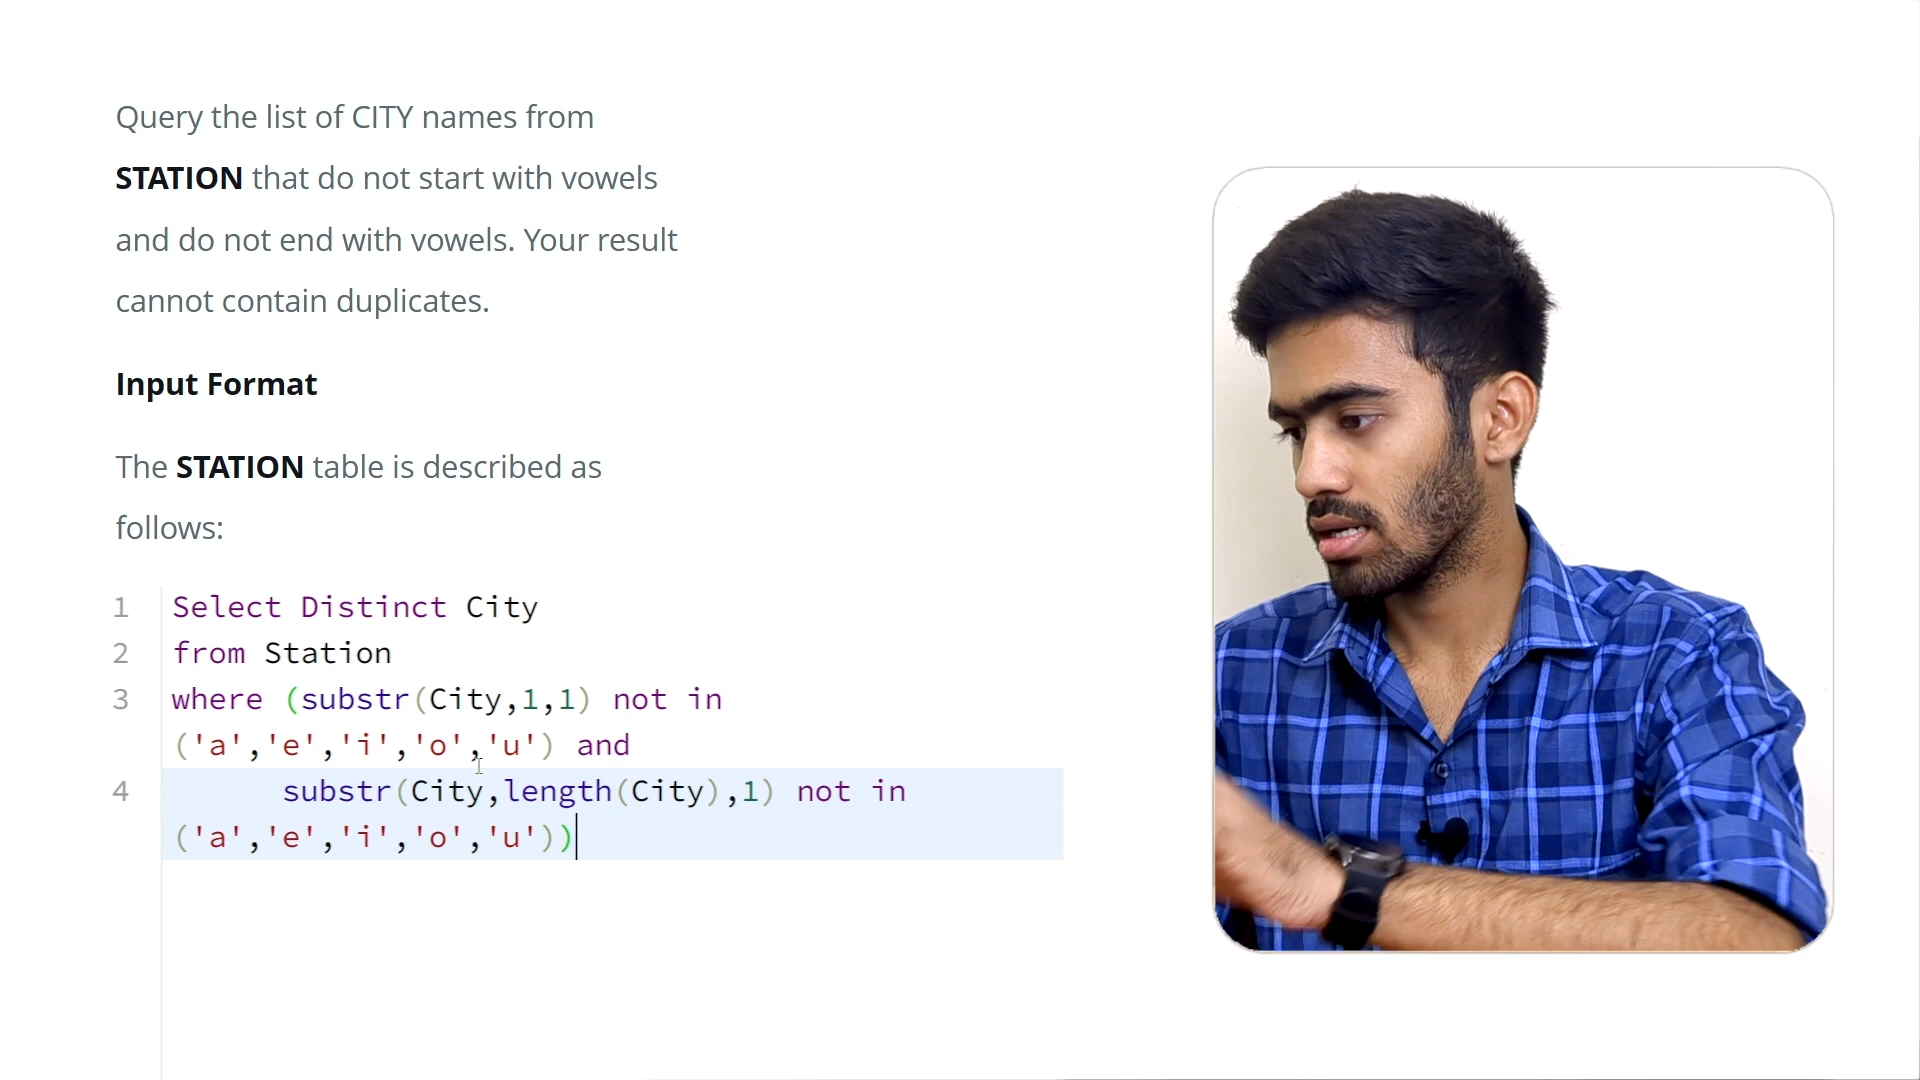 Query the list of CITY names from
STATION that do not start with vowels
and do not end with vowels. Your result
cannot contain duplicates.
Input Format
The STATION table is described as
follows:
1 Select Distinct City
2 from Station
3 where (substr(City,1,1) not in
('a','e','i','o','u') and
4 substr(City,length(City),1) not in
('a','e','i','o','u'))